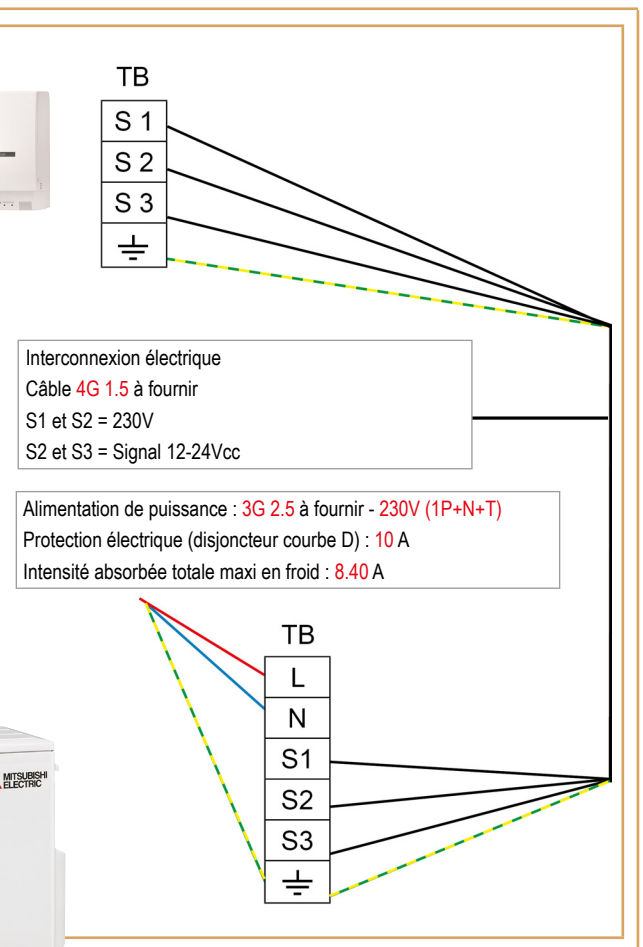 TB
S 1
S 2
S 3
Interconnexion électrique
Câble 4G 1.5 à fournir
S1 et S2 = 230V
S2 et S3 = Signal 12-24Vcc
Alimentation de puissance : 3G 2.5 à fournir - 230V (1P+N+T)
Protection électrique (disjoncteur courbe D) : 10 A
Intensité absorbée totale maxi en froid : 8.40 A
TB
L
N
S1
S2
S3
MITSUBISHI
ELECTRIC